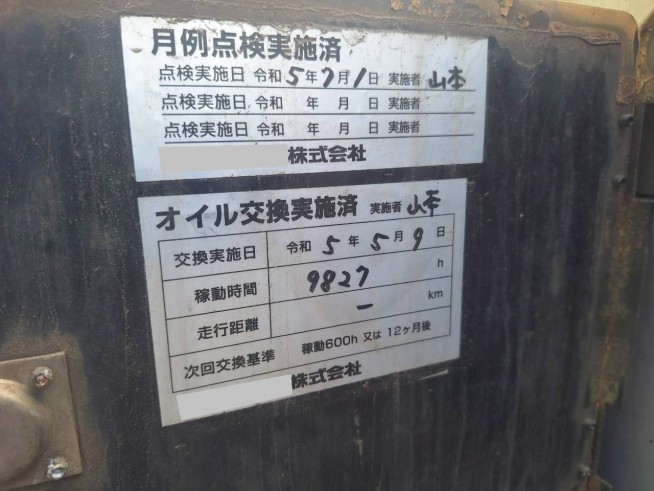 月例点検実施済
点検実施日 令和 5 年 7 月 1 日 実施者 山本
点検実施日 令和 年 月 日 実施者
点検実施日 令和 年 月 日 実施者
株式会社
オイル交換実施済 実施者 山本
交換実施日 令和 5 年 5 月 9 日
稼動時間 9827 h
走行距離 ー km
次回交換基準 稼動600h 又は 12ヶ月後
株式会社